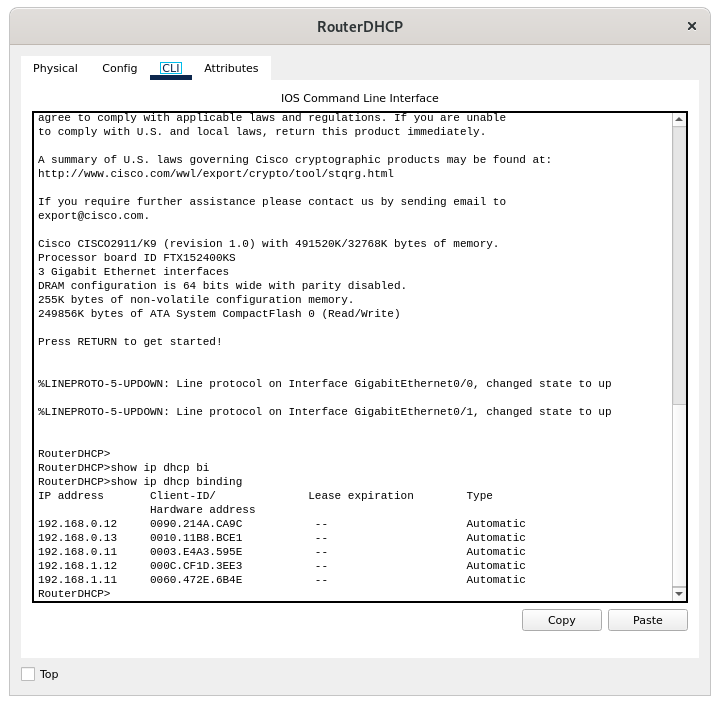 RouterDHCP
Physical Config CLI Attributes
IOS Command Line Interface
agree to comply with applicable laws and regulations. If you are unable
to comply with U.S. and local laws, return this product immediately.
A summary of U.S. laws governing Cisco cryptographic products may be found at:
http://www.cisco.com/wwl/export/crypto/tool/stqrg.html
If you require further assistance please contact us by sending email to
export@cisco.com.
Cisco CISCO2911/K9 (revision 1.0) with 491520K/32768K bytes of memory.
Processor board ID FTX152400KS
3 Gigabit Ethernet interfaces
DRAM configuration is 64 bits wide with parity disabled.
255K bytes of non-volatile configuration memory.
249856K bytes of ATA System CompactFlash 0 (Read/Write)
Press RETURN to get started!
%LINEPROTO-5-UPDOWN: Line protocol on Interface GigabitEthernet0/0, changed state to up
%LINEPROTO-5-UPDOWN: Line protocol on Interface GigabitEthernet0/1, changed state to up
RouterDHCP>
RouterDHCP>show ip dhcp bi
RouterDHCP>show ip dhcp binding
IP address Client-ID/ Lease expiration Type
Hardware address
192.168.0.12 0090.214A.CA9C -- Automatic
192.168.0.13 0010.11B8.BCE1 -- Automatic
192.168.0.11 0003.E4A3.595E -- Automatic
192.168.1.12 000C.CF1D.3EE3 -- Automatic
192.168.1.11 0060.472E.6B4E -- Automatic
RouterDHCP>
Copy Paste
Top